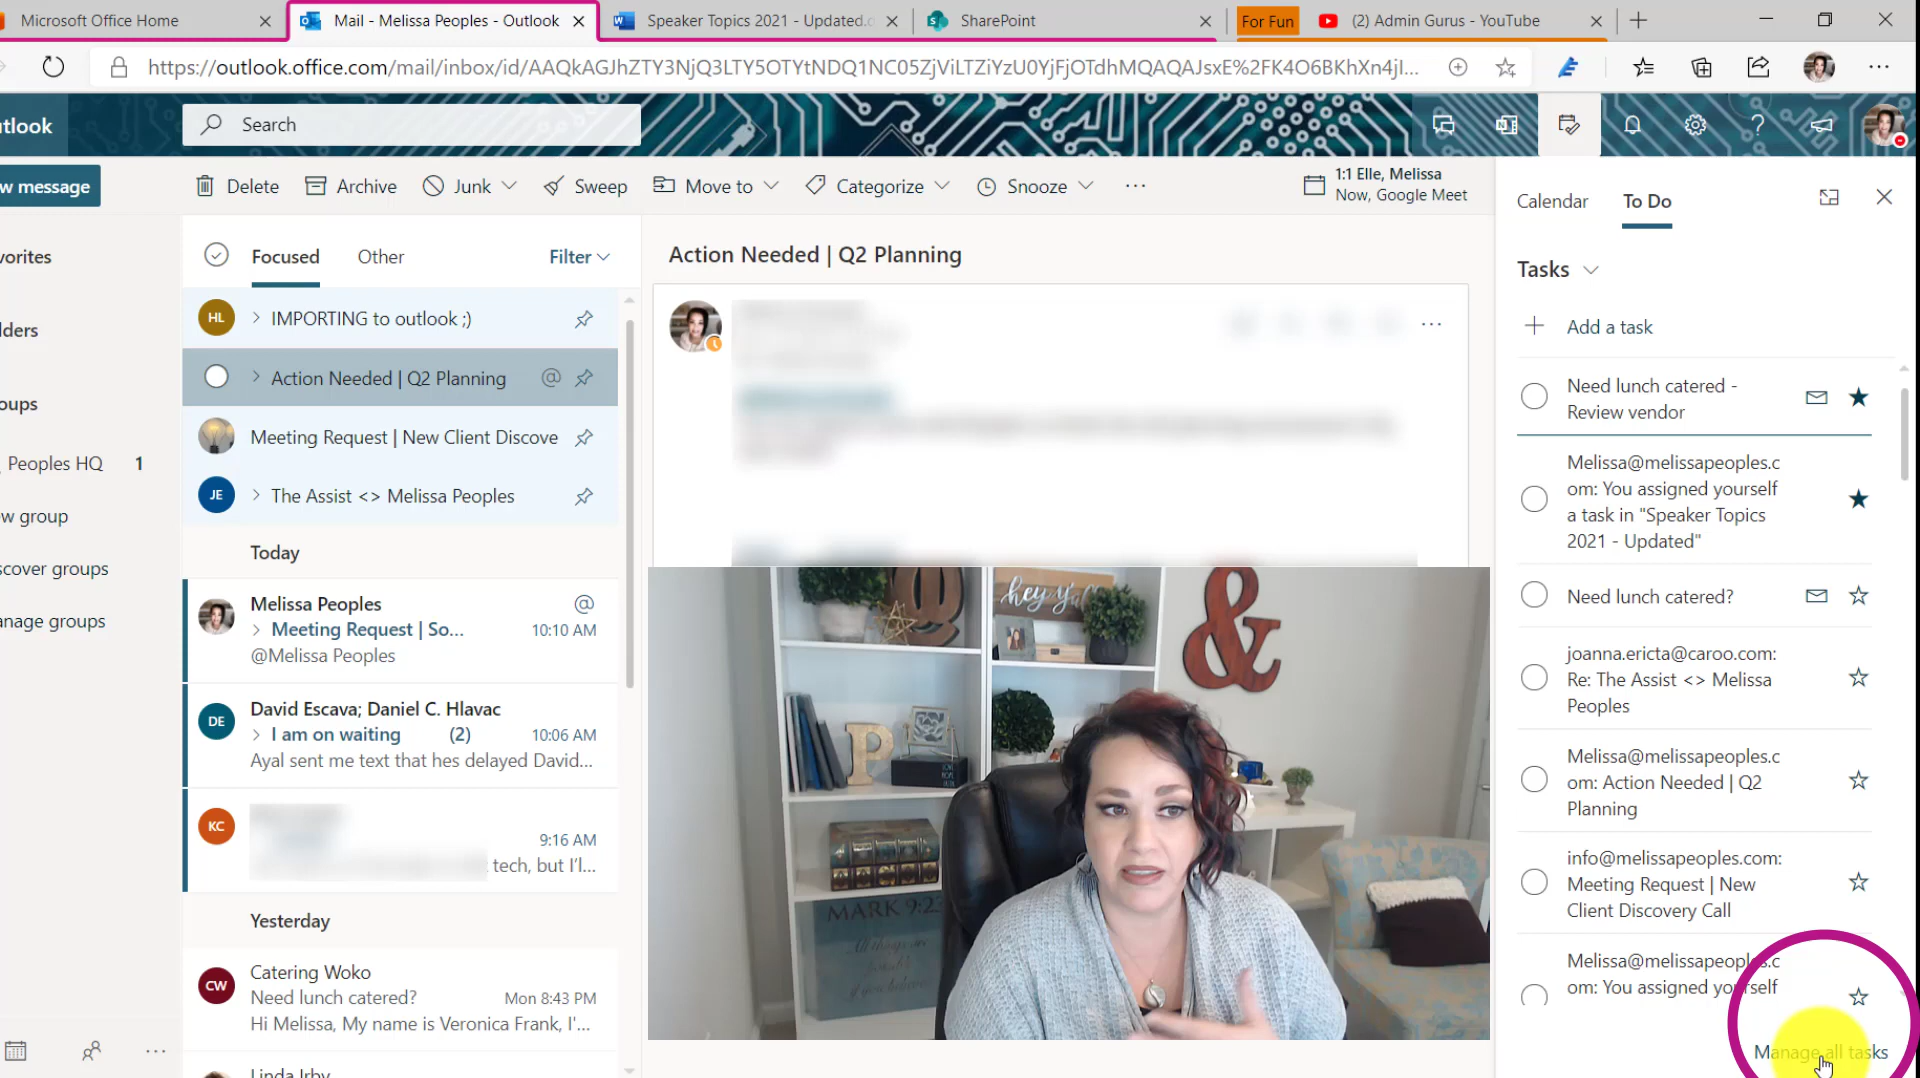 Microsoft Office Home
Mail - Melissa Peoples - Outlook
Speaker Topics 2021 - Updated.
SharePoint
For Fun
(2) Admin Gurus - YouTube
https://outlook.office.com/mail/inbox/id/AAQkAGJhZTY3NjQ3LTY5OTYtNDQ1NC05ZjViLTZiYzU0YjFjOTdhMQAQAJsxE%2FK4O6BKhXn4jI...
utlook
Search
w message
Delete
Archive
Junk
Sweep
Move to
Categorize
Snooze
1:1 Elle, Melissa
Now, Google Meet
vorites
lders
oups
Peoples HQ 1
w group
scover groups
anage groups
Focused
Other
Filter
HL
IMPORTING to outlook ;)
Action Needed | Q2 Planning @
Meeting Request | New Client Discove
JE
The Assist <> Melissa Peoples
Today
Melissa Peoples @
Meeting Request | So... 10:10 AM
@Melissa Peoples
DE
David Escava; Daniel C. Hlavac
I am on waiting (2) 10:06 AM
Ayal sent me text that hes delayed David...
KC
9:16 AM
tech, but I'l...
Yesterday
CW
Catering Woko
Need lunch catered? Mon 8:43 PM
Hi Melissa, My name is Veronica Frank, I'...
Linda Irby
Action Needed | Q2 Planning
Q
hey y'all
&
P
MARK 9:23
Calendar
To Do
Tasks
Add a task
Need lunch catered -
Review vendor
Melissa@melissapeoples.c
om: You assigned yourself
a task in "Speaker Topics
2021 - Updated"
Need lunch catered?
joanna.ericta@caroo.com:
Re: The Assist <> Melissa
Peoples
Melissa@melissapeoples.c
om: Action Needed | Q2
Planning
info@melissapeoples.com:
Meeting Request | New
Client Discovery Call
Melissa@melissapeoples.c
om: You assigned yourself
Manage all tasks